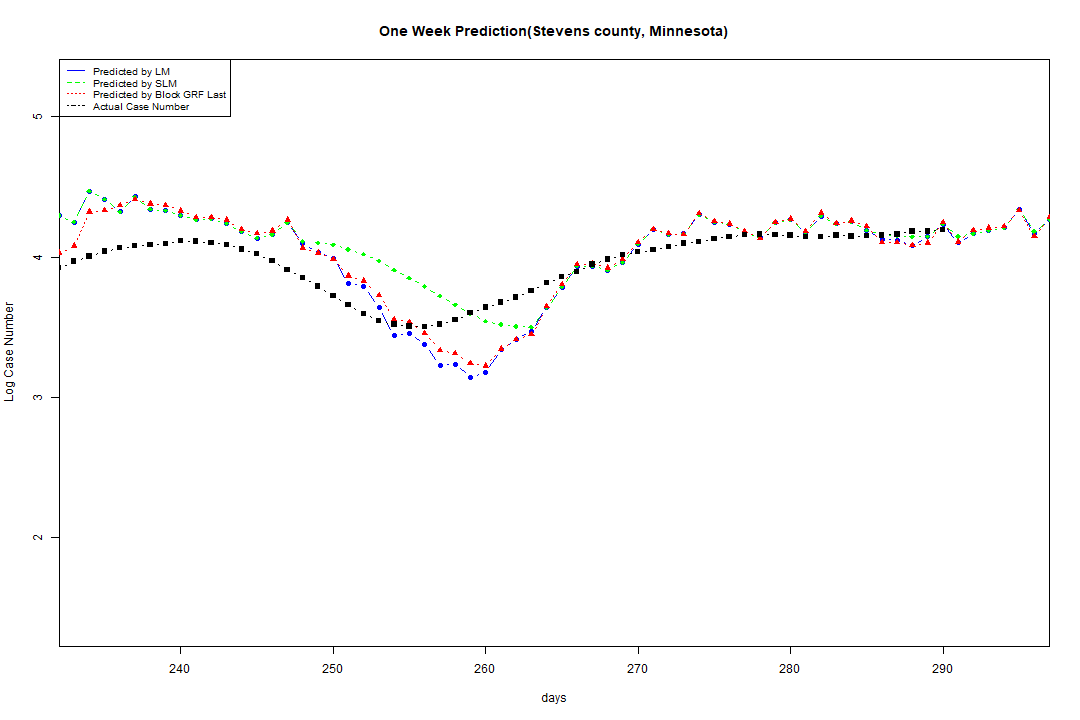 One Week Prediction(Stevens county, Minnesota)
Predicted by LM
Predicted by SLM
Predicted by Block GRF Last
Actual Case Number
5
4
3
2
Log Case Number
240 250 260 270 280 290
days